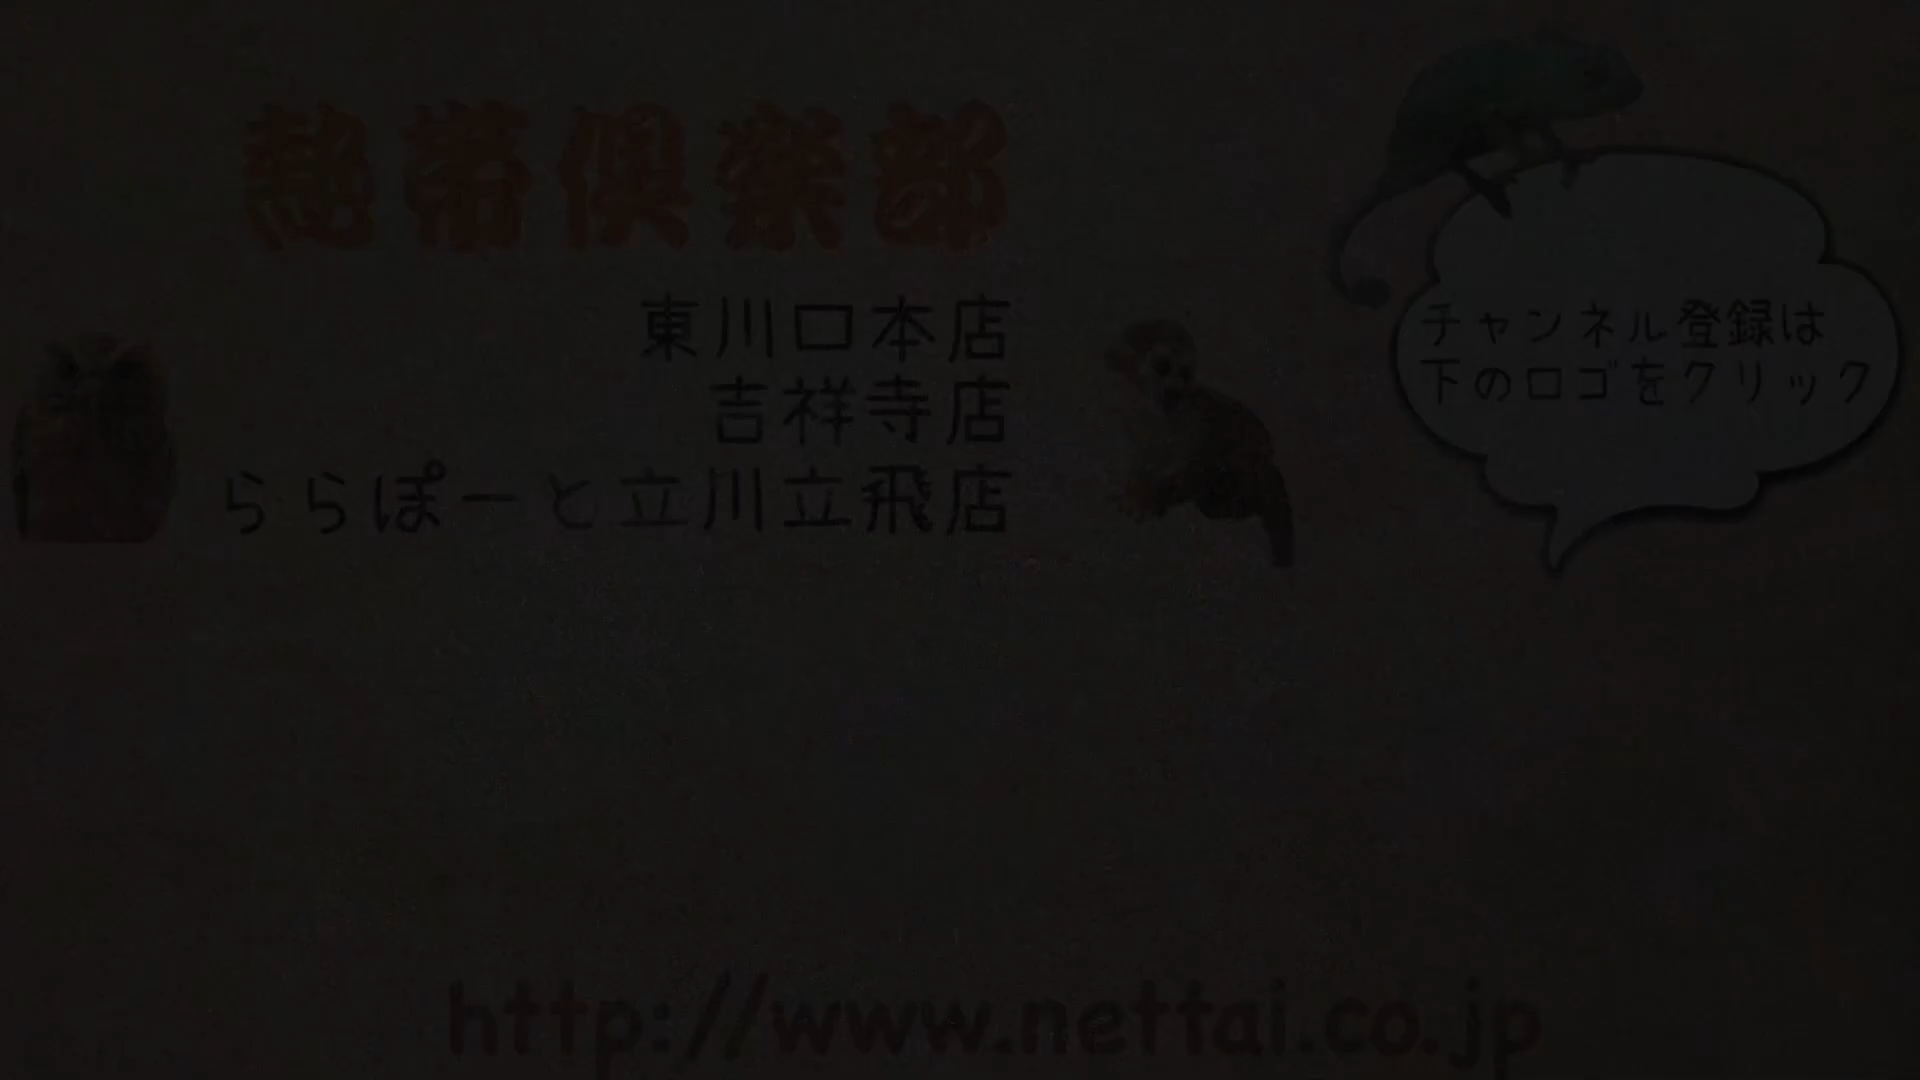 熱帯倶楽部
東川口本店
吉祥寺店
ららぽーと立川立飛店
チャンネル登録は
下のロゴをクリック
http://www.nettai.co.jp